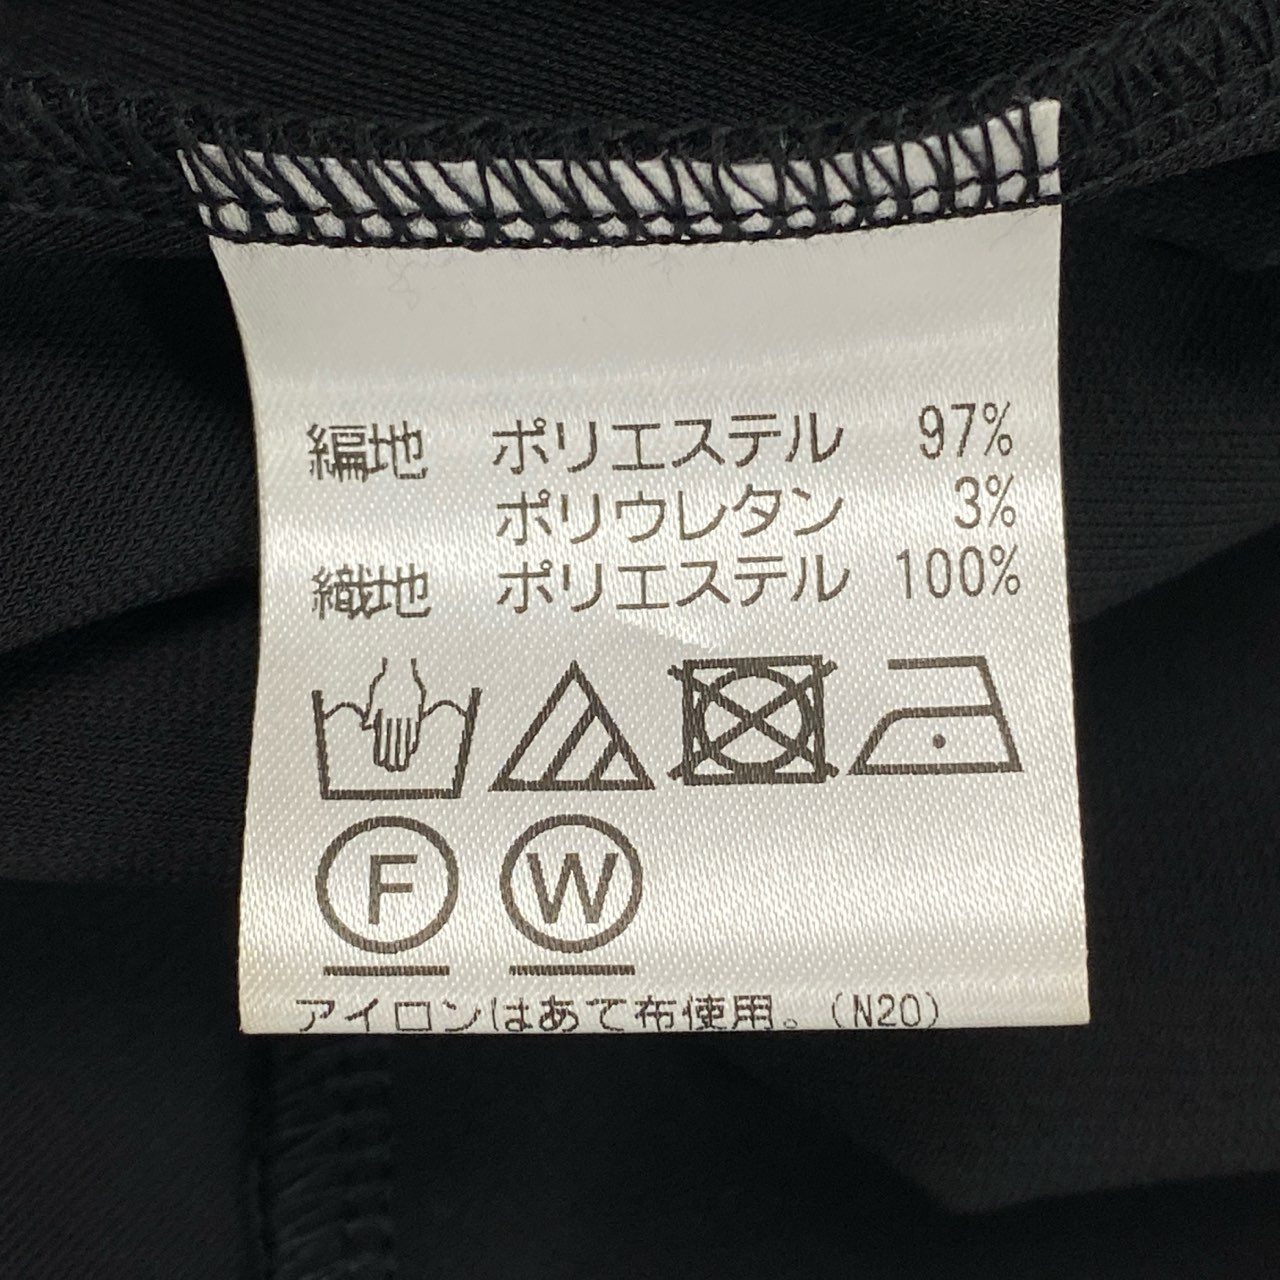 編地 ポリエステル 97%
ポリウレタン 3%
織地 ポリエステル 100%
F W
アイロンはあて布使用。(N20)